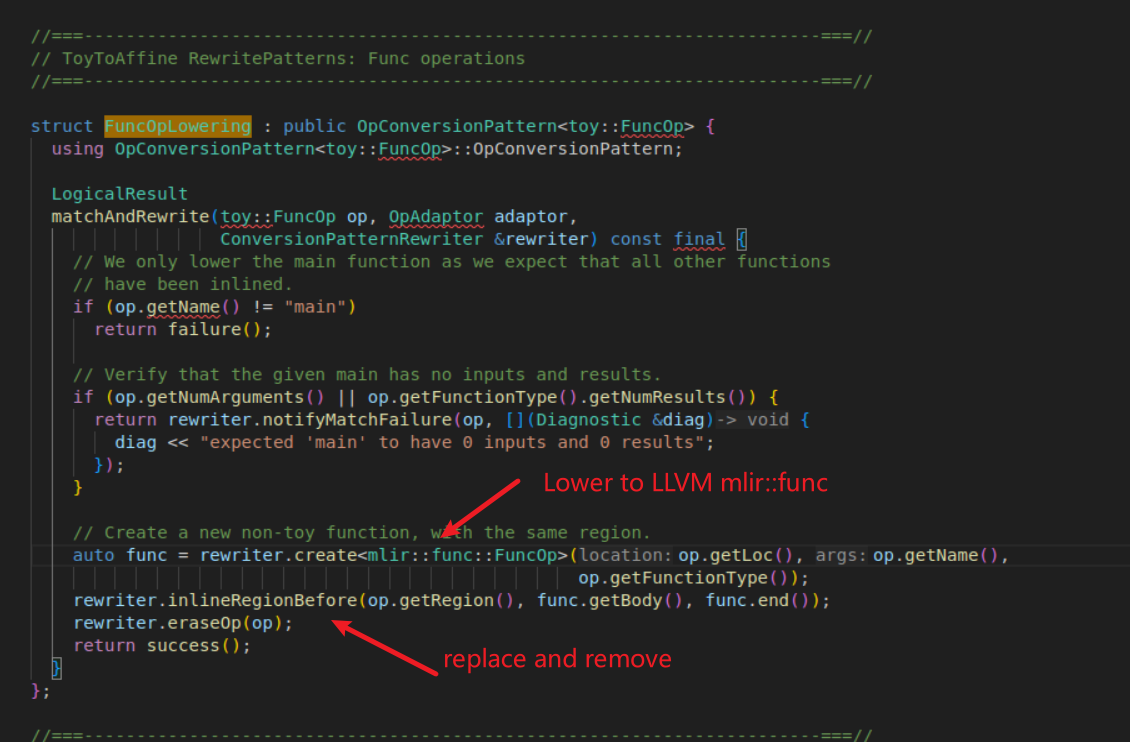 //===----------------------------------------------------------------------===//
// ToyToAffine RewritePatterns: Func operations
//===----------------------------------------------------------------------===//
struct FuncOpLowering : public OpConversionPattern<toy::FuncOp> {
using OpConversionPattern<toy::FuncOp>::OpConversionPattern;
LogicalResult
matchAndRewrite(toy::FuncOp op, OpAdaptor adaptor,
ConversionPatternRewriter &rewriter) const final {
// We only lower the main function as we expect that all other functions
// have been inlined.
if (op.getName() != "main")
return failure();
// Verify that the given main has no inputs and results.
if (op.getNumArguments() || op.getFunctionType().getNumResults()) {
return rewriter.notifyMatchFailure(op, [](Diagnostic &diag)-> void {
diag << "expected 'main' to have 0 inputs and 0 results";
});
}
Lower to LLVM mlir::func
// Create a new non-toy function, with the same region.
auto func = rewriter.create<mlir::func::FuncOp>(location: op.getLoc(), args: op.getName(),
op.getFunctionType());
rewriter.inlineRegionBefore(op.getRegion(), func.getBody(), func.end());
rewriter.eraseOp(op);
return success();
replace and remove
}
};
//===----------------------------------------------------------------------===//